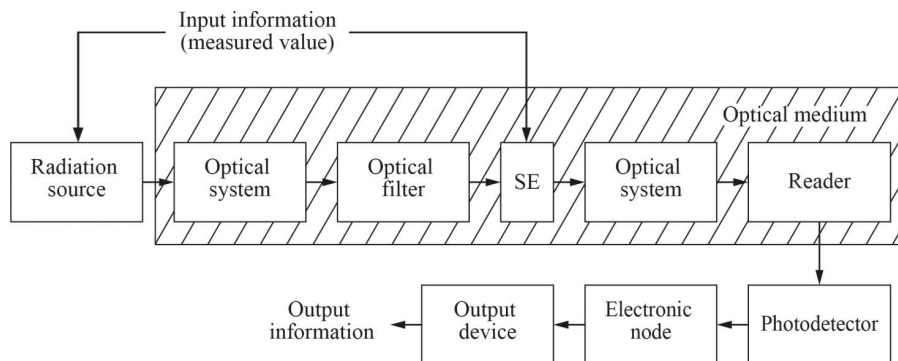 Input information
(measured value)
Optical medium
Radiation
source
Optical
system
Optical
filter
SE
Optical
system
Reader
Output
information
Output
device
Electronic
node
Photodetector